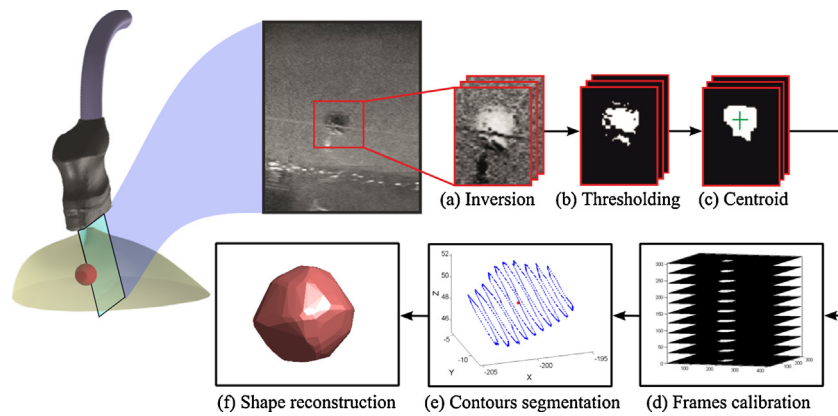 (a) Inversion
(b) Thresholding
(c) Centroid
52
50
48
46
Z
-5
-10
Y
-205
-200
-195
X
300
250
200
150
100
50
0
100
200
300
400
100
200
300
(f) Shape reconstruction
(e) Contours segmentation
(d) Frames calibration